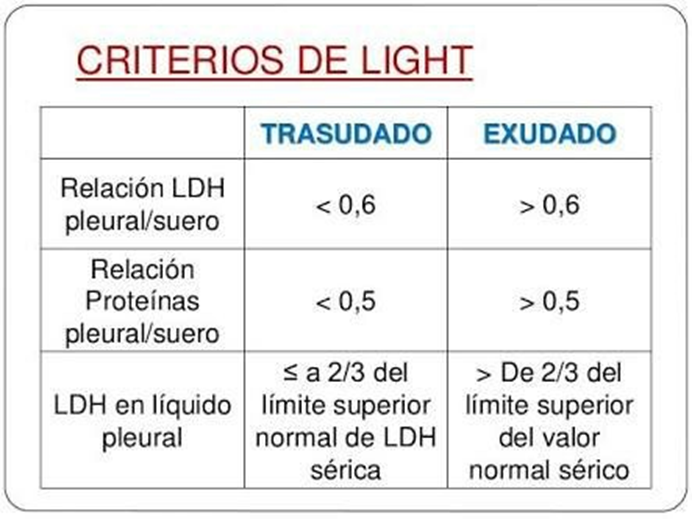 CRITERIOS DE LIGHT
TRASUDADO EXUDADO
Relación LDH
pleural/suero
< 0,6
> 0,6
Relación
Proteínas
pleural/suero
< 0,5
> 0,5
LDH en líquido
pleural
≤ a 2/3 del
límite superior
normal de LDH
sérica
> De 2/3 del
límite superior
del valor
normal sérico